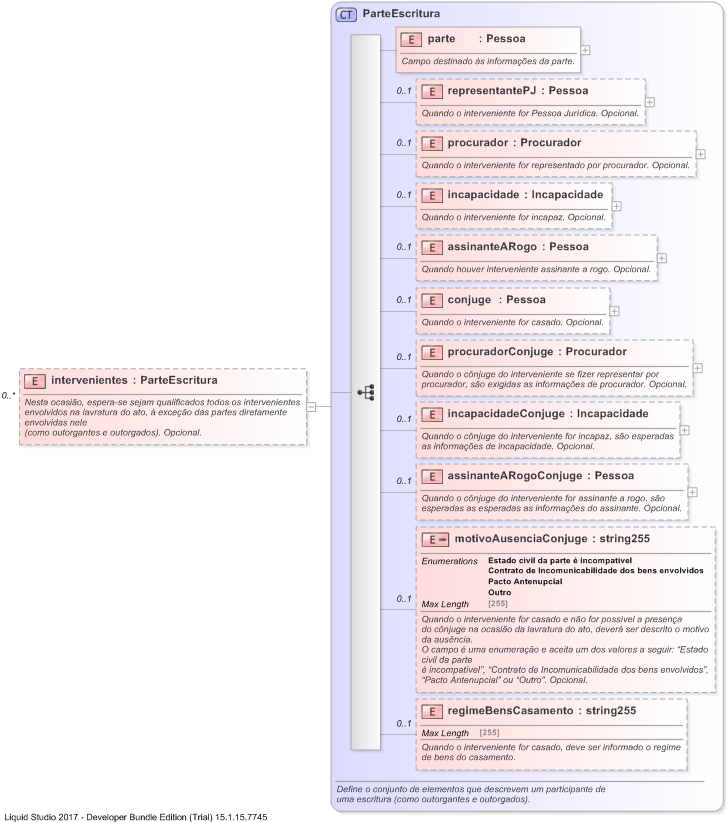 CT ParteEscritura
E parte : Pessoa
Campo destinado às informações da parte.
0..1
E representantePJ : Pessoa
Quando o interveniente for Pessoa Jurídica. Opcional.
0..1
E procurador : Procurador
Quando o interveniente for representado por procurador. Opcional.
0..1
E incapacidade : Incapacidade
Quando o interveniente for incapaz. Opcional.
0..1
E assinanteARogo : Pessoa
Quando houver interveniente assinante a rogo. Opcional.
0..1
E conjuge : Pessoa
Quando o interveniente for casado. Opcional.
0..1
E procuradorConjuge : Procurador
Quando o cônjuge do interveniente se fizer representar por
procurador, são exigidas as informações de procurador. Opcional.
0..*
E intervenientes : ParteEscritura
Nesta ocasião, espera-se sejam qualificados todos os intervenientes
envolvidos na lavratura do ato, à exceção das partes diretamente
envolvidas nele
(como outorgantes e outorgados). Opcional.
0..1
E incapacidadeConjuge : Incapacidade
Quando o cônjuge do interveniente for incapaz, são esperadas
as informações de incapacidade. Opcional.
0..1
E assinanteARogoConjuge : Pessoa
Quando o cônjuge do interveniente for assinante a rogo, são
esperadas as esperadas as informações do assinante. Opcional.
0..1
E motivoAusenciaConjuge : string255
Enumerations Estado civil da parte é incompatível
Contrato de Incomunicabilidade dos bens envolvidos
Pacto Antenupcial
Outro
Max Length [255]
Quando o interveniente for casado e não for possível a presença
do cônjuge na ocasião da lavratura do ato, deverá ser descrito o motivo
da ausência.
O campo é uma enumeração e aceita um dos valores a seguir: “Estado
civil da parte
é incompatível”, “Contrato de Incomunicabilidade dos bens envolvidos”,
“Pacto Antenupcial” ou “Outro”. Opcional.
0..1
E regimeBensCasamento : string255
Max Length [255]
Quando o interveniente for casado, deve ser informado o regime
de bens do casamento.
Define o conjunto de elementos que descrevem um participante de
uma escritura (como outorgantes e outorgados).
Liquid Studio 2017 - Developer Bundle Edition (Trial) 15.1.15.7745